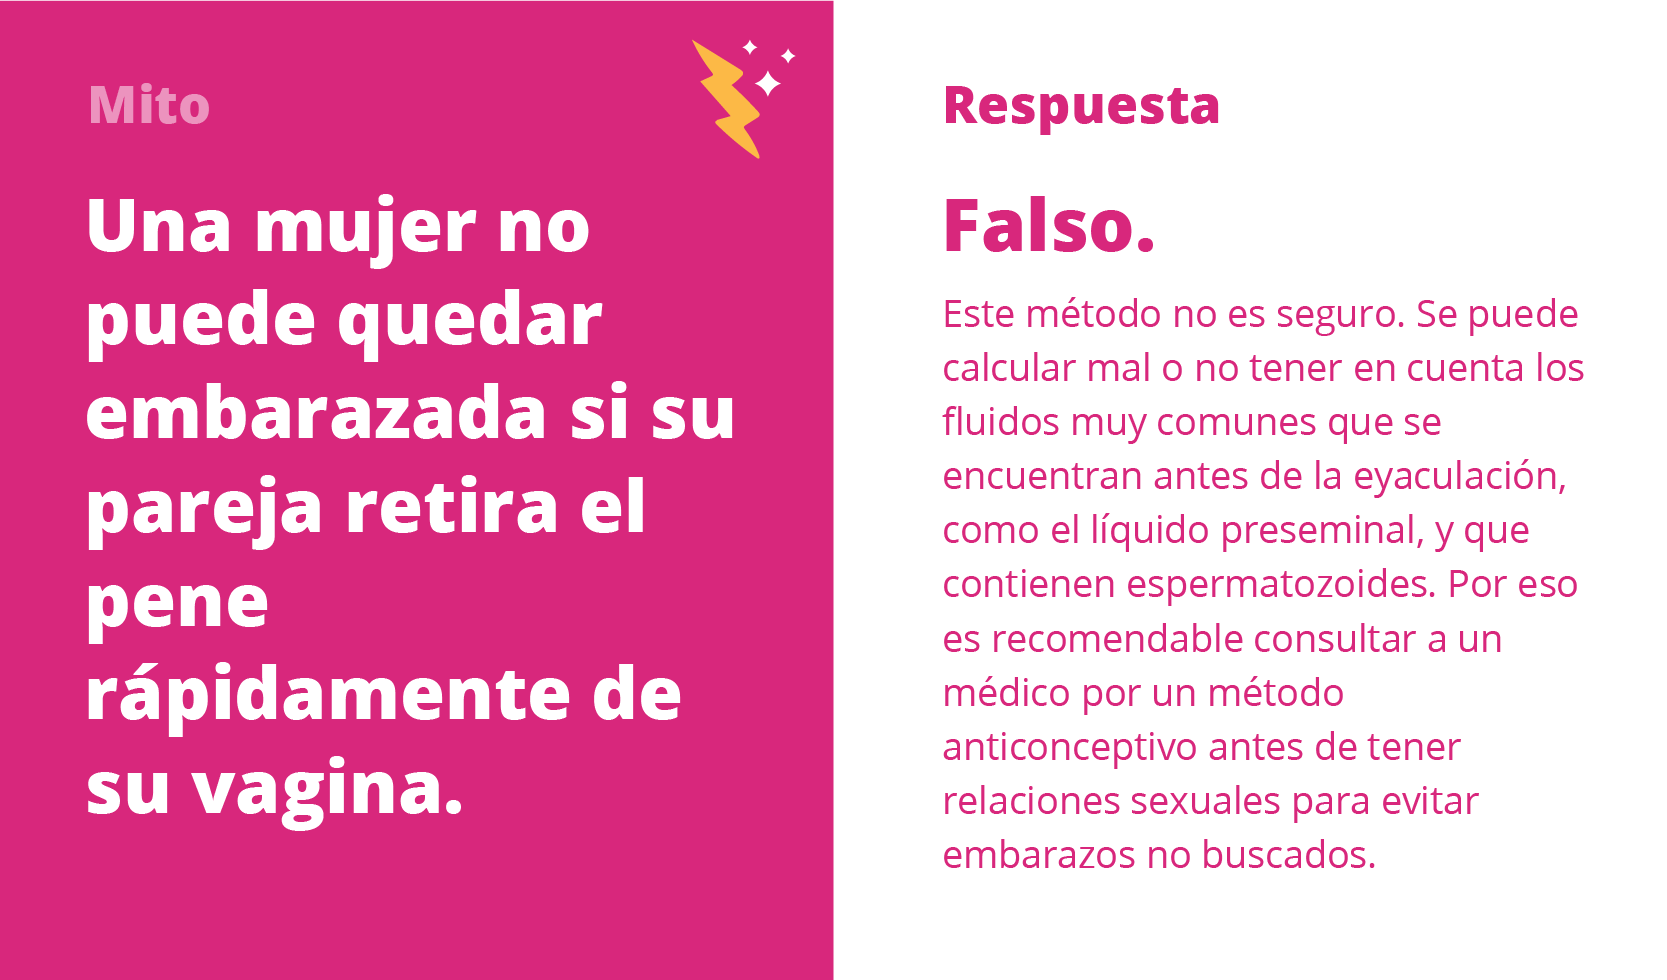 Mito
Una mujer no
puede quedar
embarazada si su
pareja retira el
pene
rápidamente de
su vagina.
Respuesta
Falso.
Este método no es seguro. Se puede
calcular mal o no tener en cuenta los
fluidos muy comunes que se
encuentran antes de la eyaculación,
como el líquido preseminal, y que
contienen espermatozoides. Por eso
es recomendable consultar a un
médico por un método
anticonceptivo antes de tener
relaciones sexuales para evitar
embarazos no buscados.